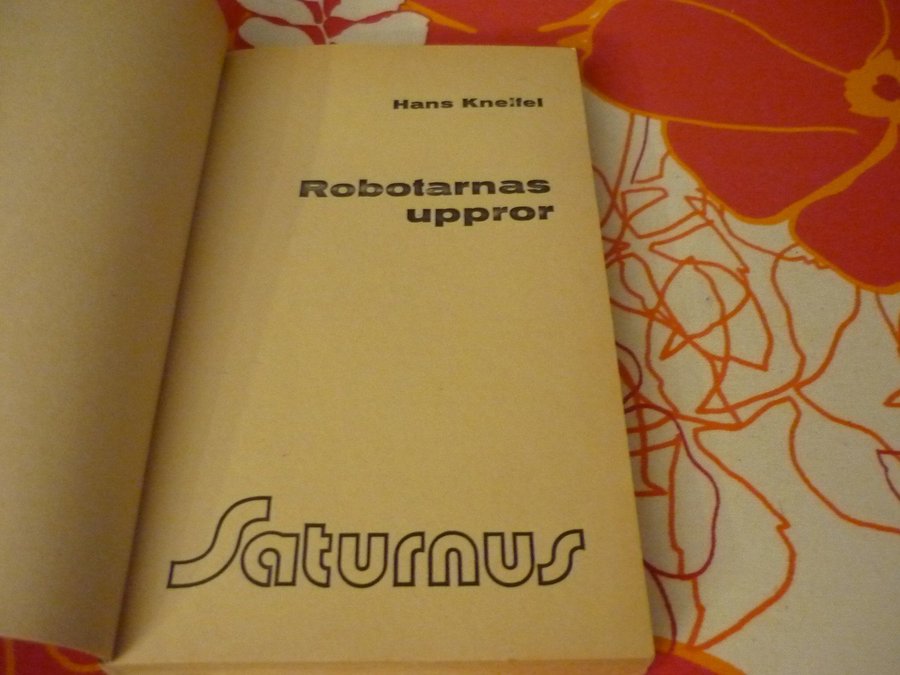 Hans Kneifel
Robotarnas
uppror
Saturnus